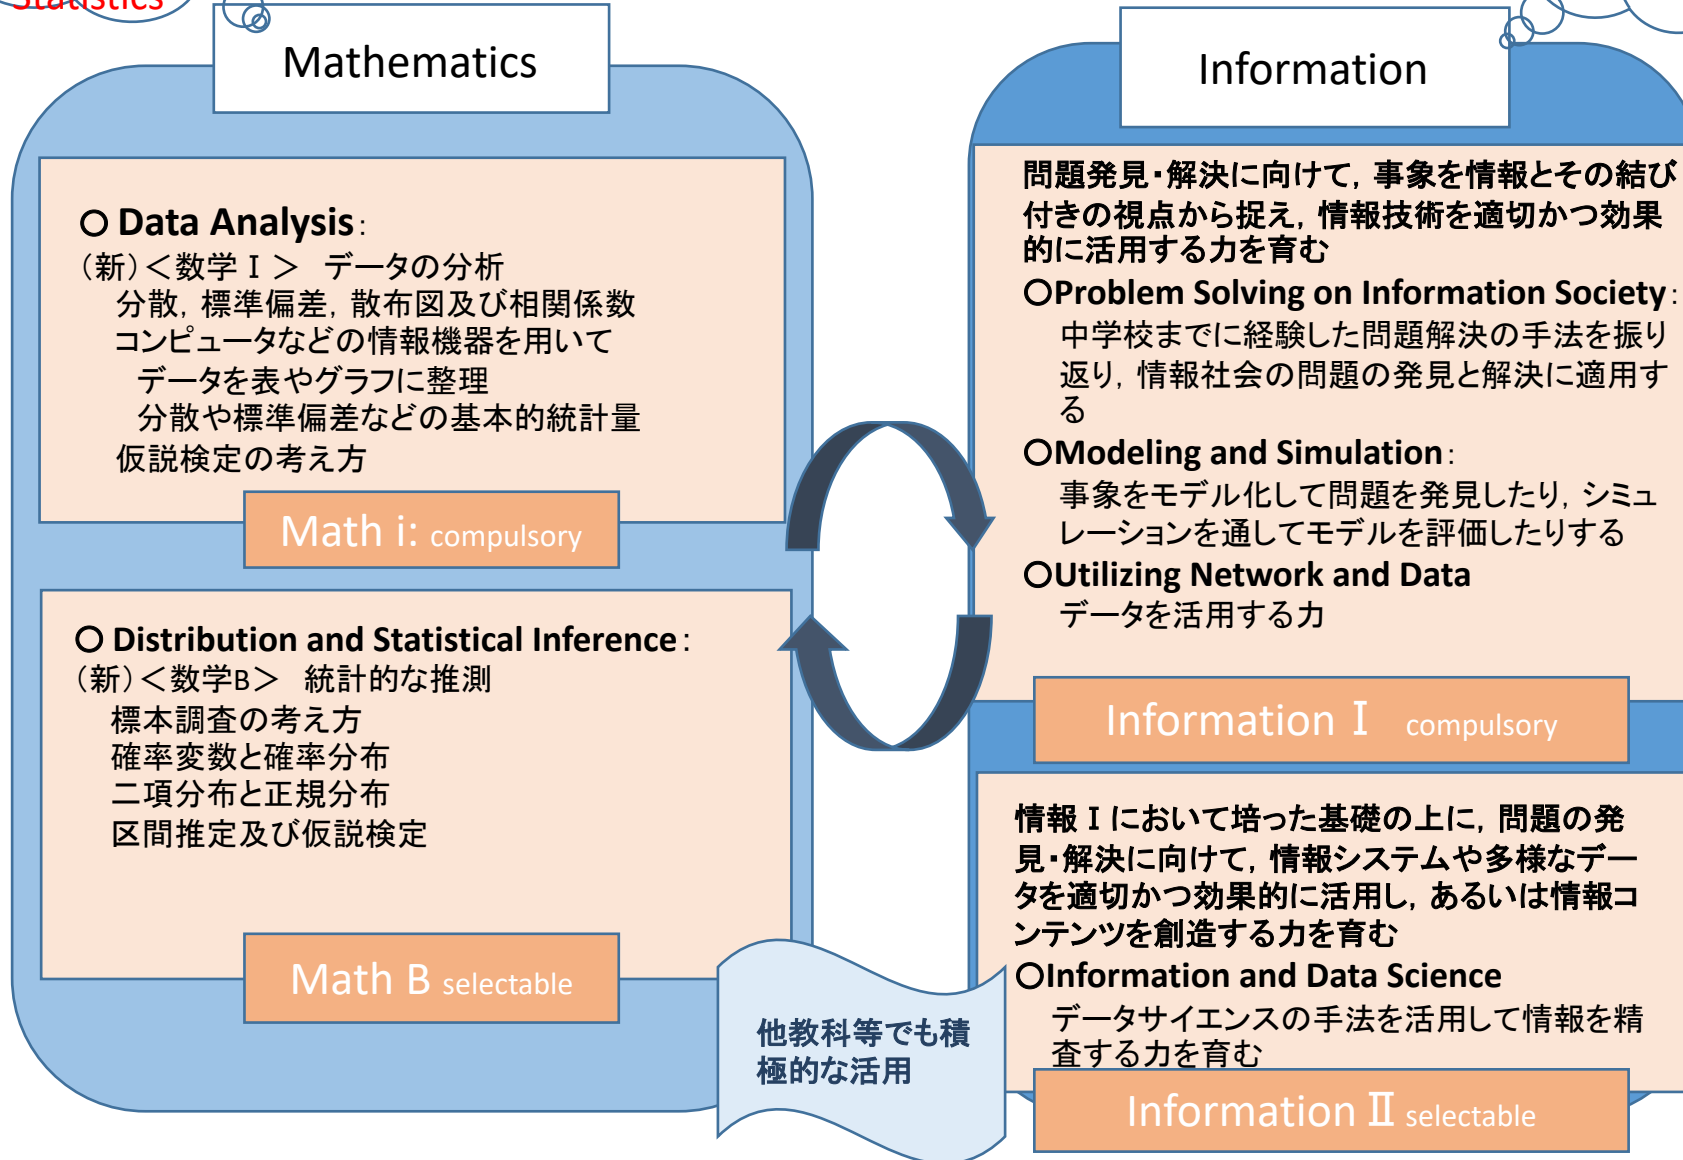 Statistics
Mathematics
○ Data Analysis：
（新）＜数学Ⅰ＞ データの分析
分散，標準偏差，散布図及び相関係数
コンピュータなどの情報機器を用いて
データを表やグラフに整理
分散や標準偏差などの基本的統計量
仮説検定の考え方
Math i: compulsory
○ Distribution and Statistical Inference：
（新）＜数学B＞ 統計的な推測
標本調査の考え方
確率変数と確率分布
二項分布と正規分布
区間推定及び仮説検定
Math B selectable
他教科等でも積
極的な活用
Information
問題発見・解決に向けて，事象を情報とその結び
付きの視点から捉え，情報技術を適切かつ効果
的に活用する力を育む
○Problem Solving on Information Society：
中学校までに経験した問題解決の手法を振り
返り，情報社会の問題の発見と解決に適用す
る
○Modeling and Simulation：
事象をモデル化して問題を発見したり，シミュ
レーションを通してモデルを評価したりする
○Utilizing Network and Data
データを活用する力
Information Ⅰ compulsory
情報Ⅰにおいて培った基礎の上に，問題の発
見・解決に向けて，情報システムや多様なデー
タを適切かつ効果的に活用し，あるいは情報コ
ンテンツを創造する力を育む
○Information and Data Science
データサイエンスの手法を活用して情報を精
査する力を育む
Information Ⅱ selectable